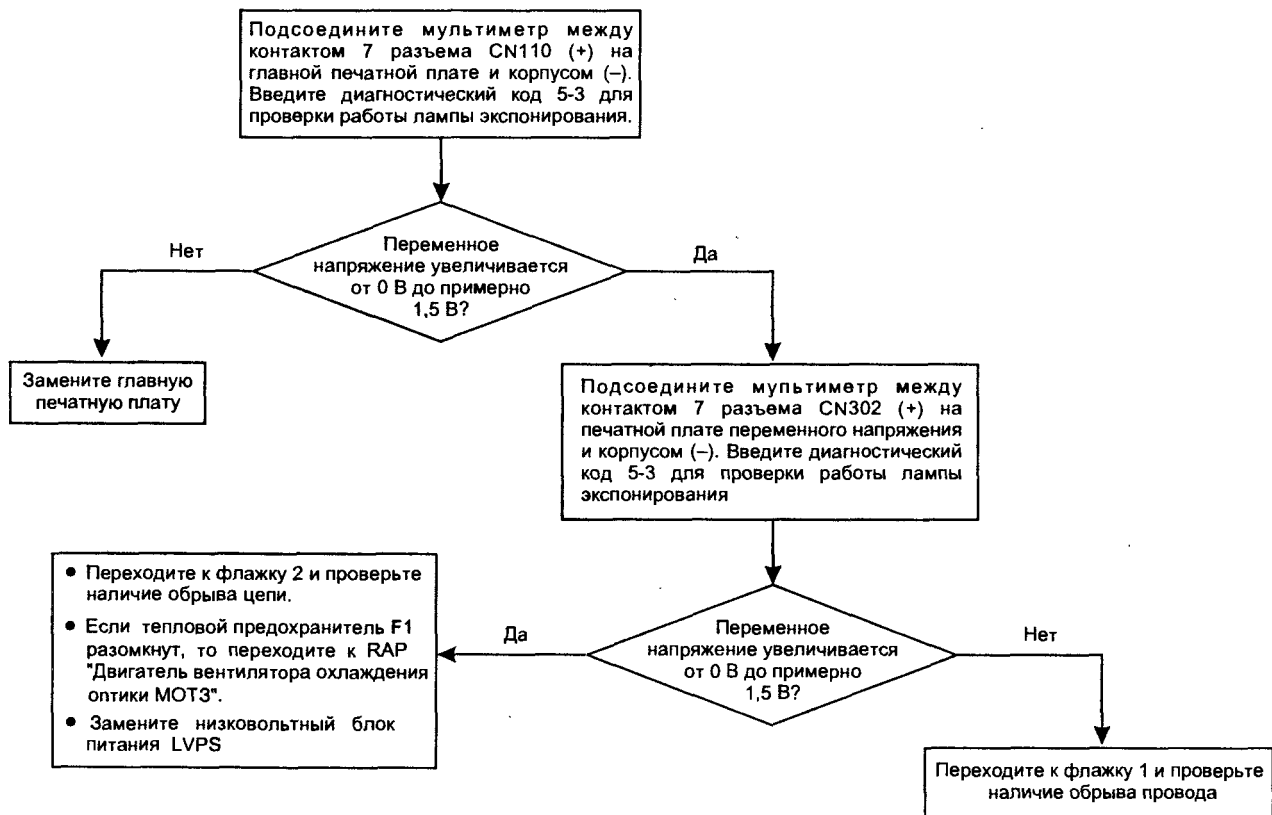 Подсоедините мультиметр между
контактом 7 разъема CN110 (+) на
главной печатной плате и корпусом (–).
Введите диагностический код 5-3 для
проверки работы лампы экспонирования.
Нет
Переменное
напряжение увеличивается
от 0 В до примерно
1,5 В?
Да
Замените главную
печатную плату
Подсоедините мультиметр между
контактом 7 разъема CN302 (+) на
печатной плате переменного напряжения
и корпусом (–). Введите диагностический
код 5-3 для проверки работы лампы
экспонирования
• Переходите к флажку 2 и проверьте
наличие обрыва цепи.
• Если тепловой предохранитель F1
разомкнут, то переходите к RAP
"Двигатель вентилятора охлаждения
оптики МОТ3".
• Замените низковольтный блок
питания LVPS
Да
Переменное
напряжение увеличивается
от 0 В до примерно
1,5 В?
Нет
Переходите к флажку 1 и проверьте
наличие обрыва провода